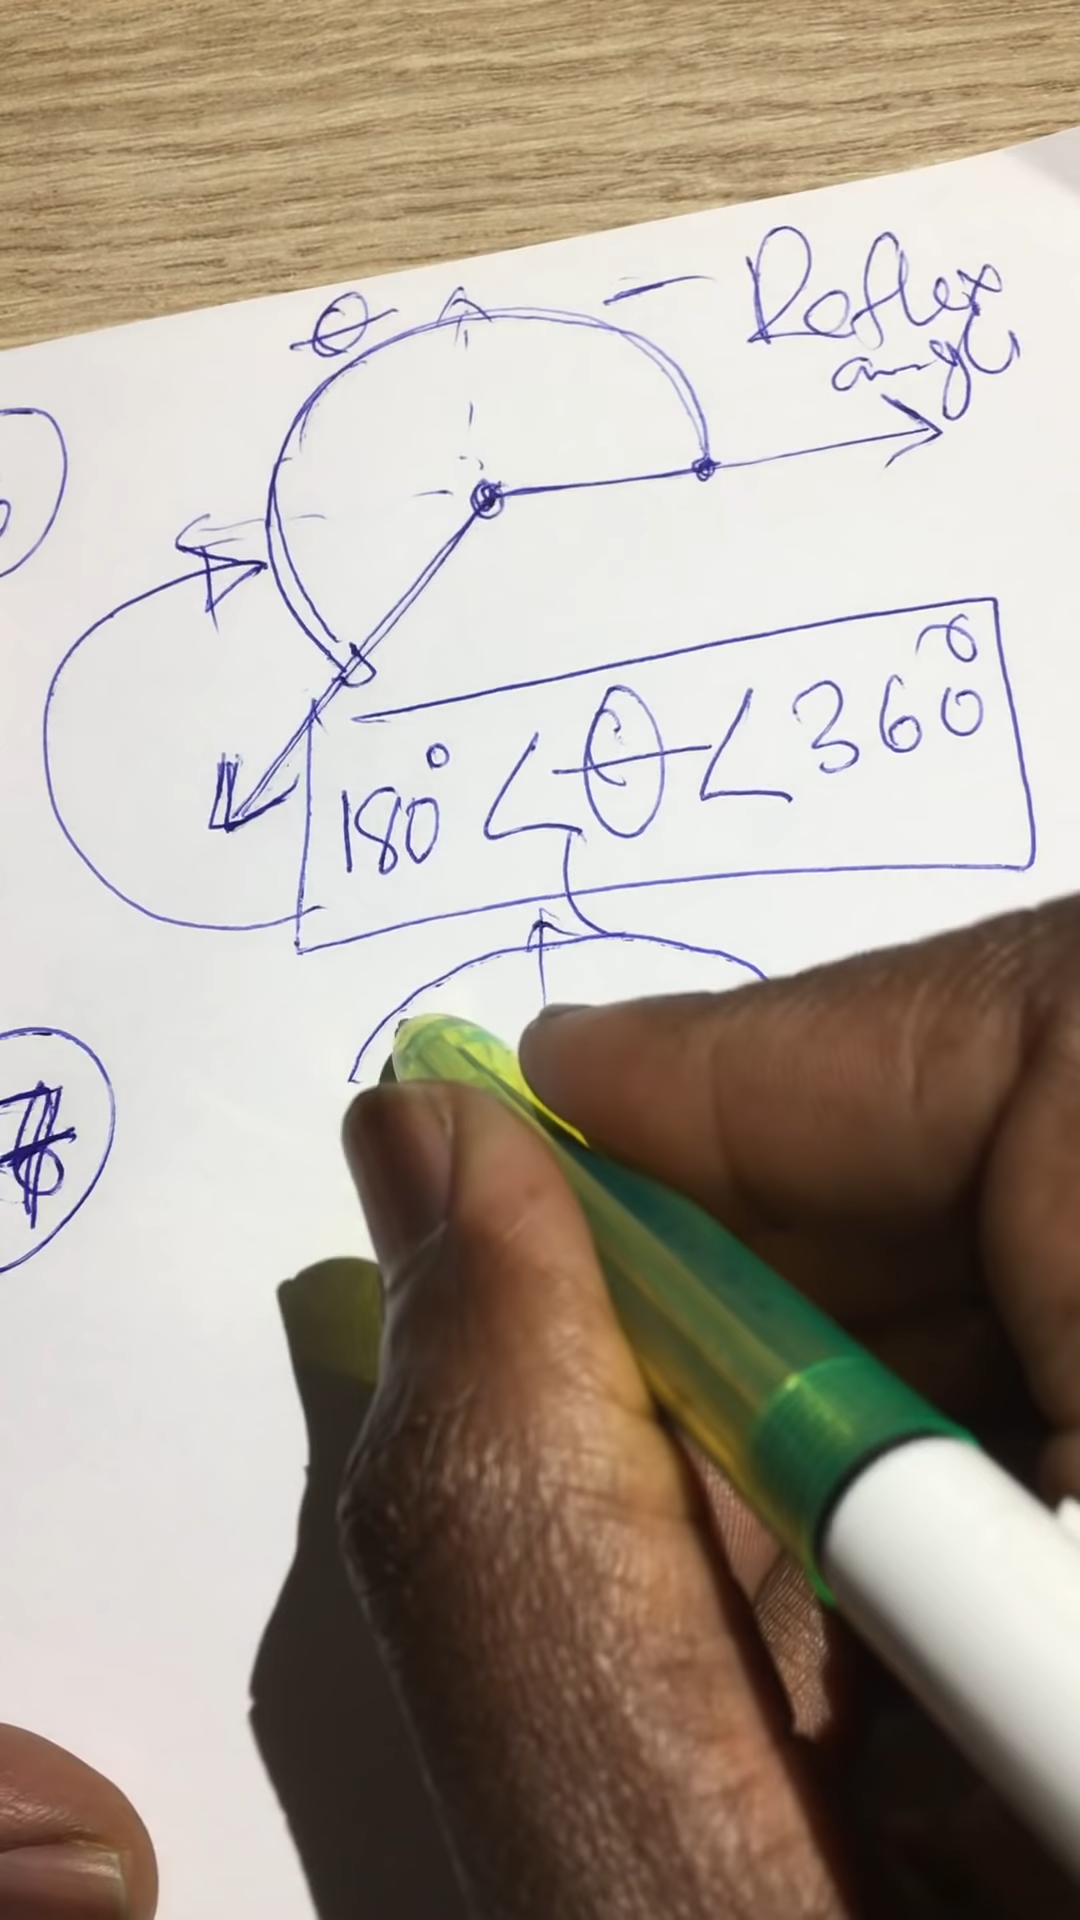 θ
Reflex
angle
180° < θ < 360°